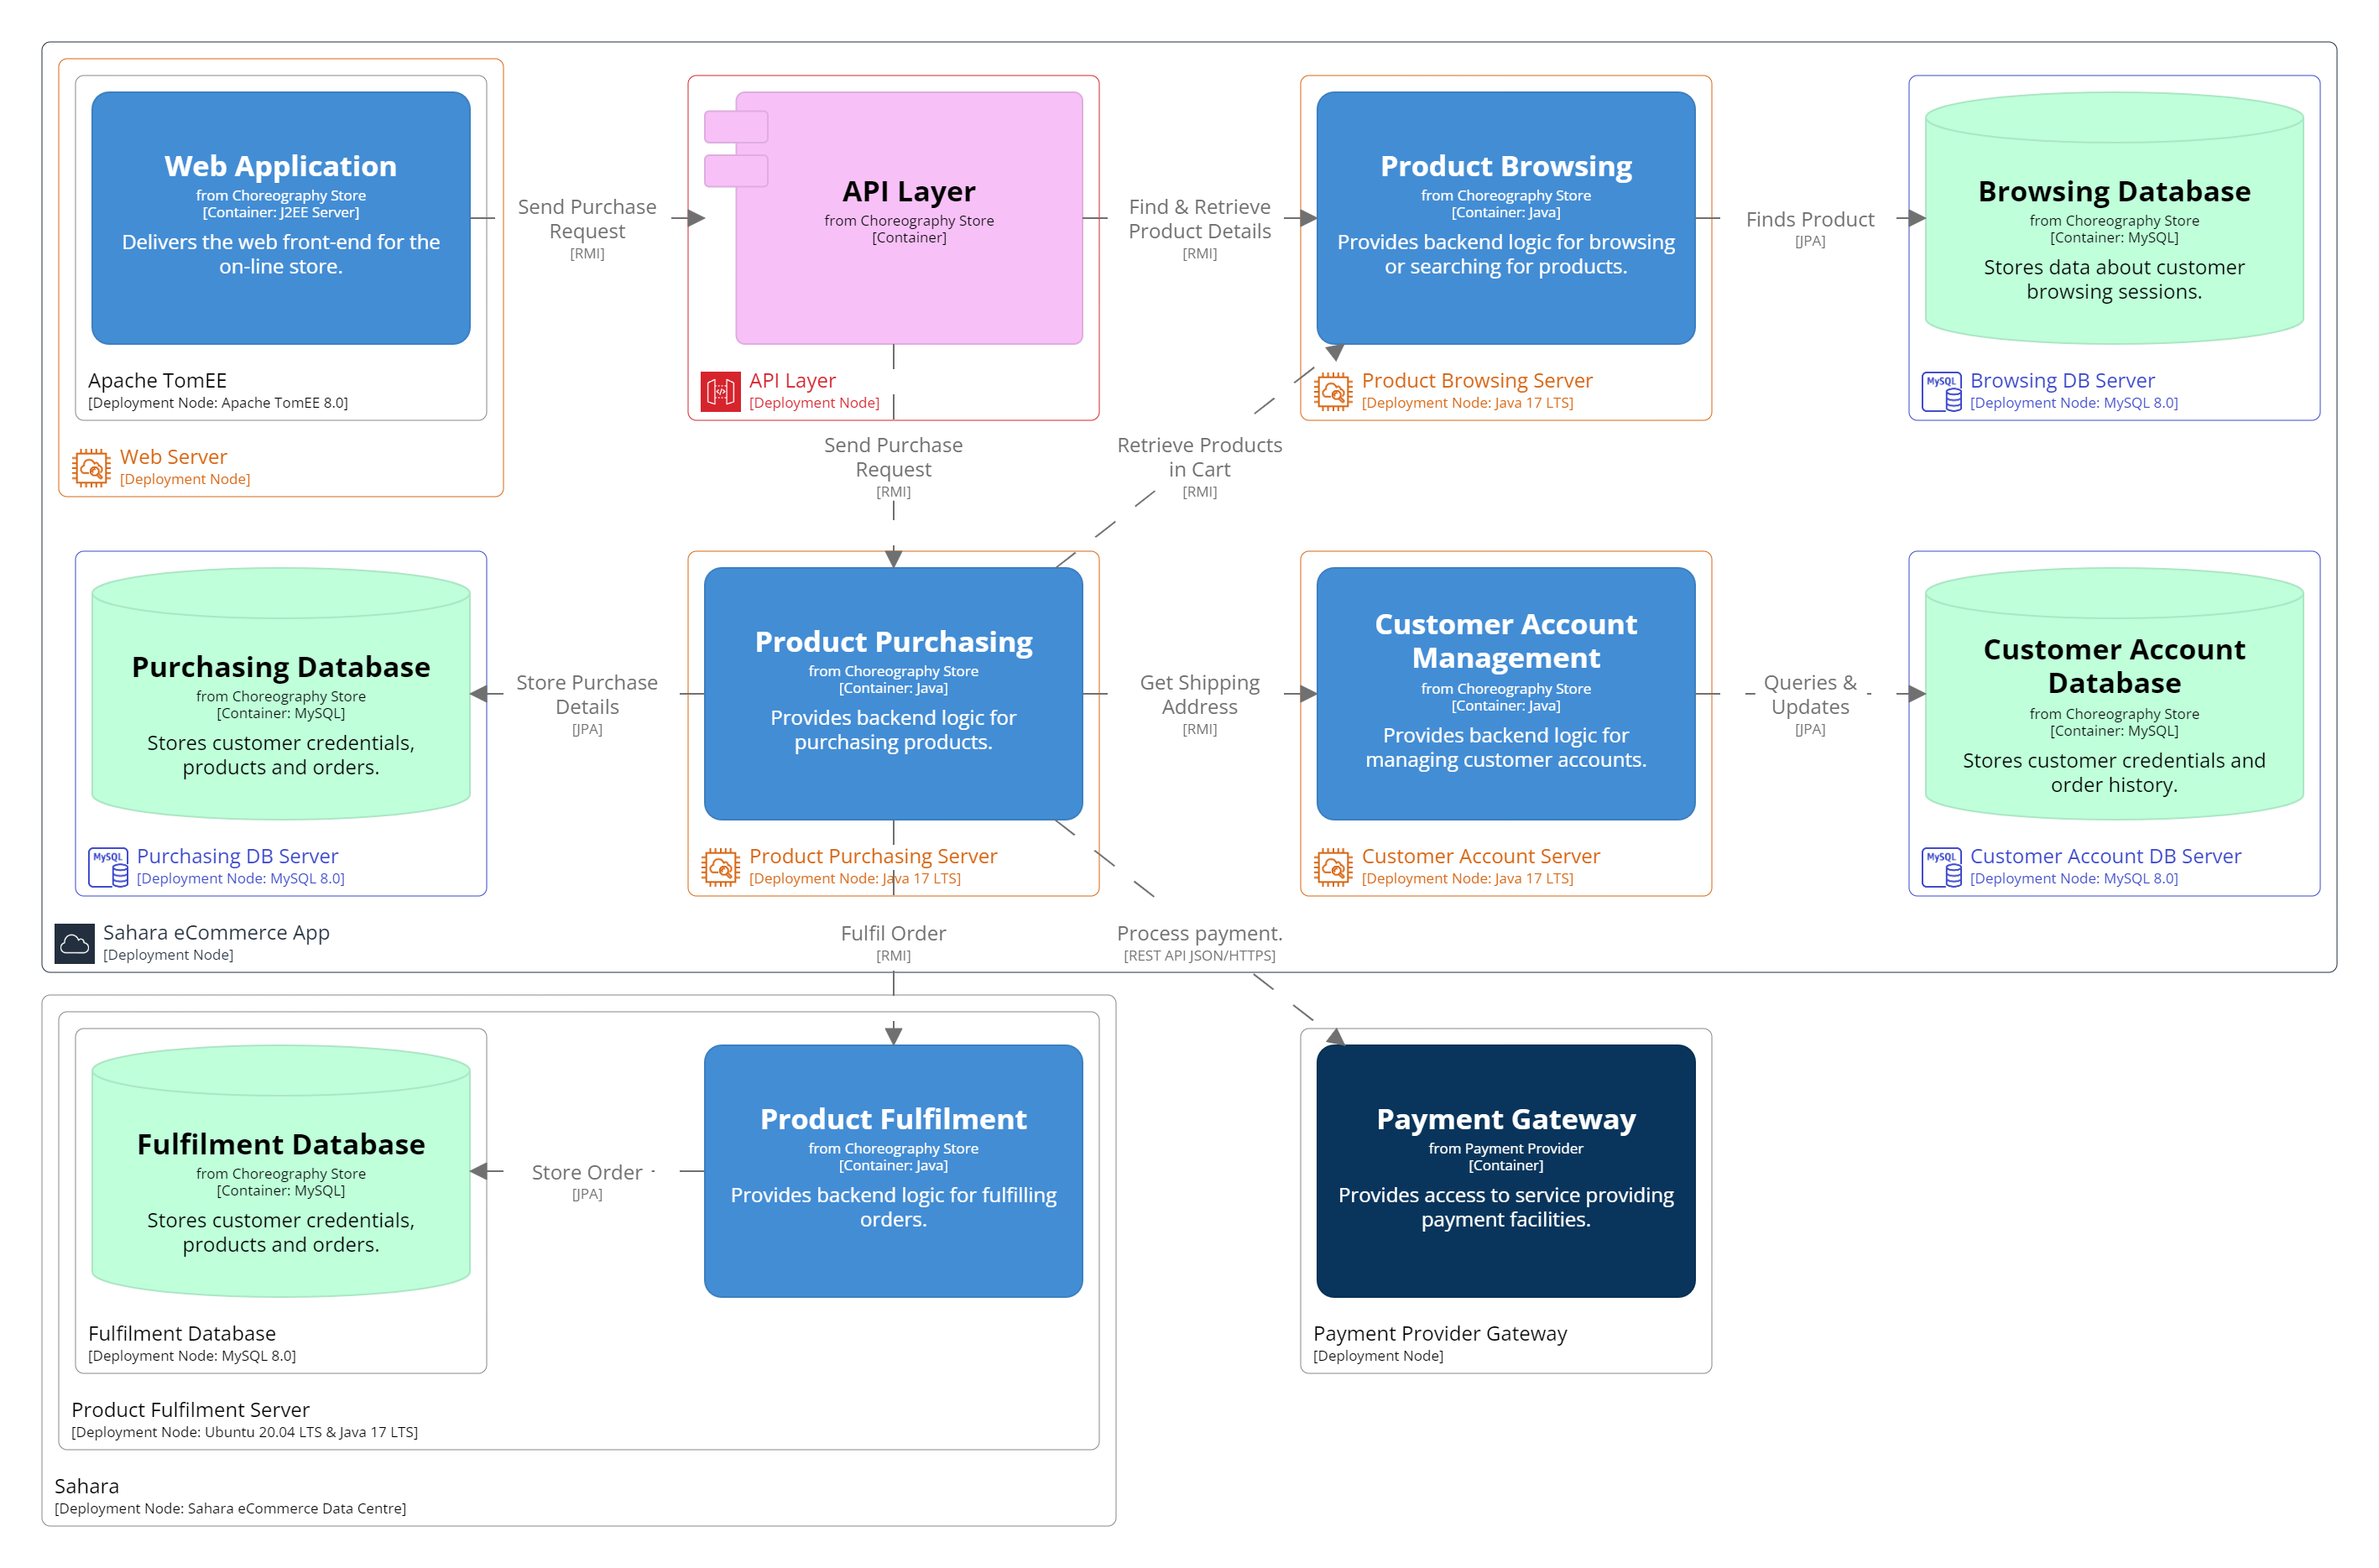 Web Application
from Choreography Store
[Container: J2EE Server]
Delivers the web front-end for the
on-line store.
Apache TomEE
[Deployment Node: Apache TomEE 8.0]
Web Server
[Deployment Node]
Send Purchase
Request
[RMI]
API Layer
from Choreography Store
[Container]
API Layer
[Deployment Node]
Find & Retrieve
Product Details
[RMI]
Product Browsing
from Choreography Store
[Container: Java]
Provides backend logic for browsing
or searching for products.
Product Browsing Server
[Deployment Node: Java 17 LTS]
Finds Product
[JPA]
Browsing Database
from Choreography Store
[Container: MySQL]
Stores data about customer
browsing sessions.
MySQL
Browsing DB Server
[Deployment Node: MySQL 8.0]
Send Purchase
Request
[RMI]
Retrieve Products
in Cart
[RMI]
Purchasing Database
from Choreography Store
[Container: MySQL]
Stores customer credentials,
products and orders.
MySQL
Purchasing DB Server
[Deployment Node: MySQL 8.0]
Store Purchase
Details
[JPA]
Product Purchasing
from Choreography Store
[Container: Java]
Provides backend logic for
purchasing products.
Product Purchasing Server
[Deployment Node: Java 17 LTS]
Get Shipping
Address
[RMI]
Customer Account
Management
from Choreography Store
[Container: Java]
Provides backend logic for
managing customer accounts.
Customer Account Server
[Deployment Node: Java 17 LTS]
Queries &
Updates
[JPA]
Customer Account
Database
from Choreography Store
[Container: MySQL]
Stores customer credentials and
order history.
MySQL
Customer Account DB Server
[Deployment Node: MySQL 8.0]
Sahara eCommerce App
[Deployment Node]
Fulfil Order
[RMI]
Process payment.
[REST API JSON/HTTPS]
Fulfilment Database
from Choreography Store
[Container: MySQL]
Stores customer credentials,
products and orders.
Fulfilment Database
[Deployment Node: MySQL 8.0]
Store Order
[JPA]
Product Fulfilment
from Choreography Store
[Container: Java]
Provides backend logic for fulfilling
orders.
Product Fulfilment Server
[Deployment Node: Ubuntu 20.04 LTS & Java 17 LTS]
Sahara
[Deployment Node: Sahara eCommerce Data Centre]
Payment Gateway
from Payment Provider
[Container]
Provides access to service providing
payment facilities.
Payment Provider Gateway
[Deployment Node]